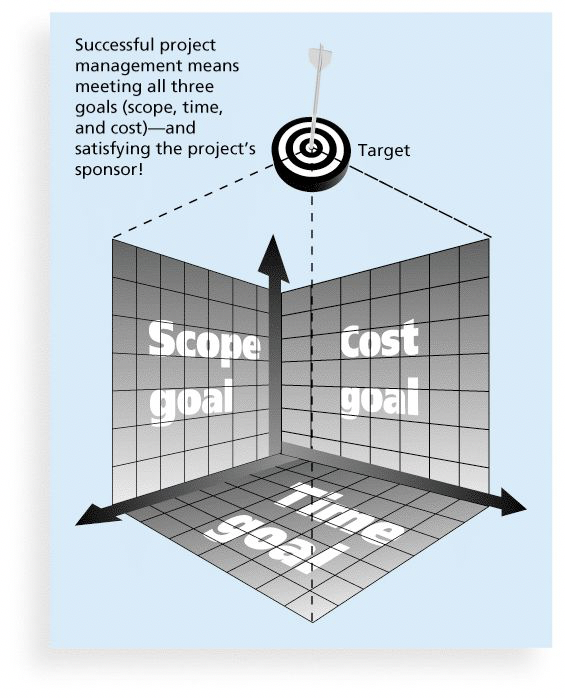 Successful project
management means
meeting all three
goals (scope, time,
and cost)—and
satisfying the project’s
sponsor!
Target
Scope
goal
Cost
goal
Time
goal